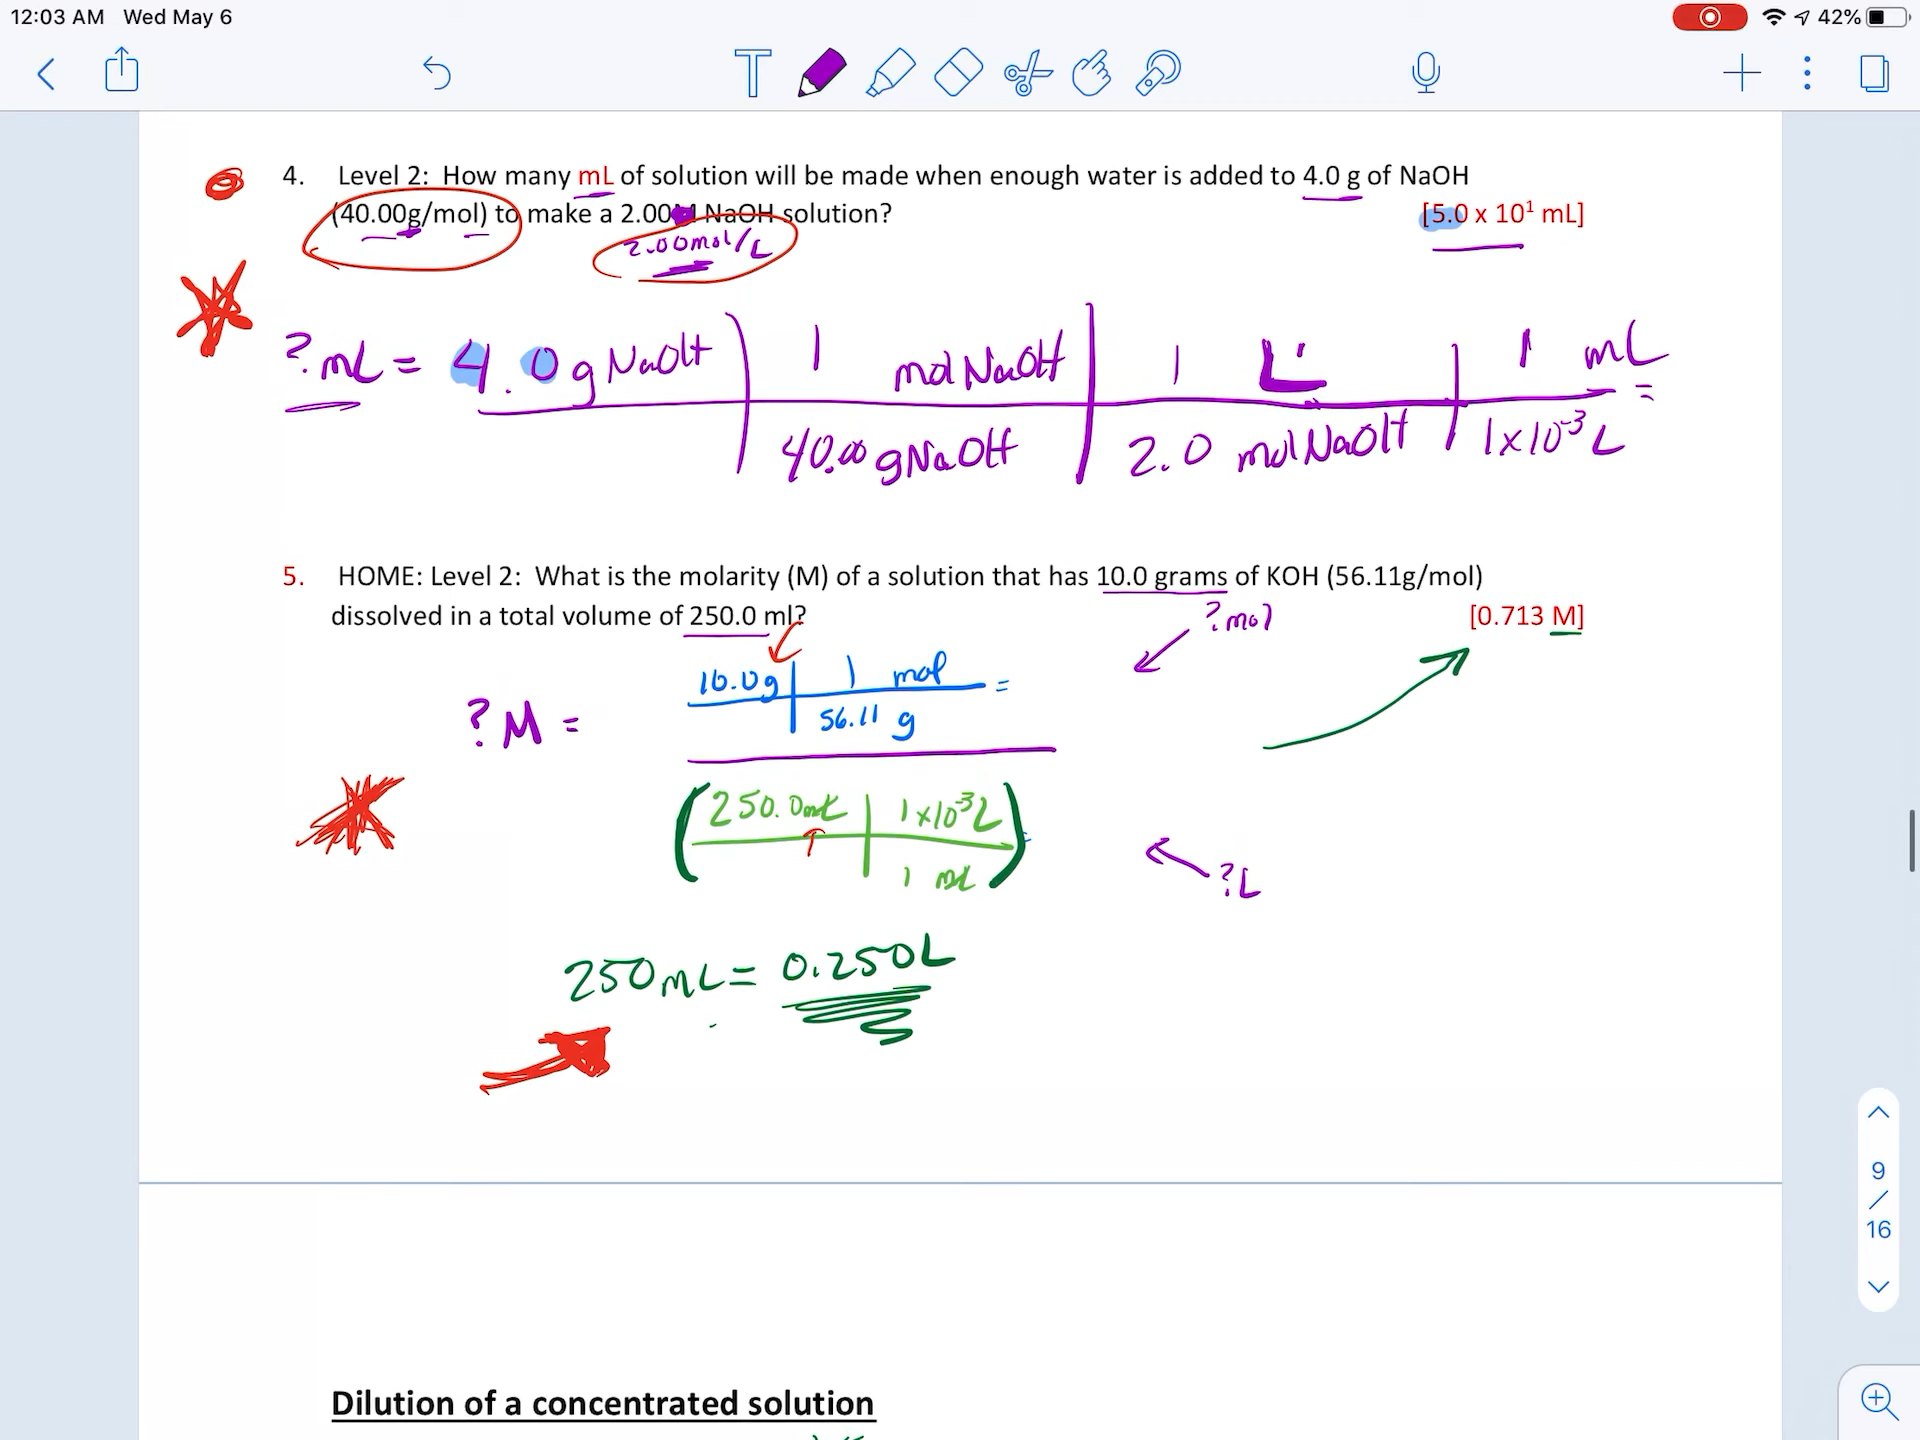 12:03 AM Wed May 6
42%
T
4. Level 2: How many mL of solution will be made when enough water is added to 4.0 g of NaOH
(40.00g/mol) to make a 2.00 NaOH solution? [5.0 x 10¹ mL]
2.00mol/L
? mL = 4.0 g NaOH | 1 mol NaOH | 1 L | 1 mL =
40.00 g NaOH | 2.0 mol NaOH | 1x10⁻³ L
5. HOME: Level 2: What is the molarity (M) of a solution that has 10.0 grams of KOH (56.11g/mol)
dissolved in a total volume of 250.0 ml? [0.713 M]
? mol
10.0g | 1 mol =
? M =
56.11 g
(250.0mL | 1x10⁻³L) =
1 mL
? L
250mL = 0.250L
9
/
16
Dilution of a concentrated solution